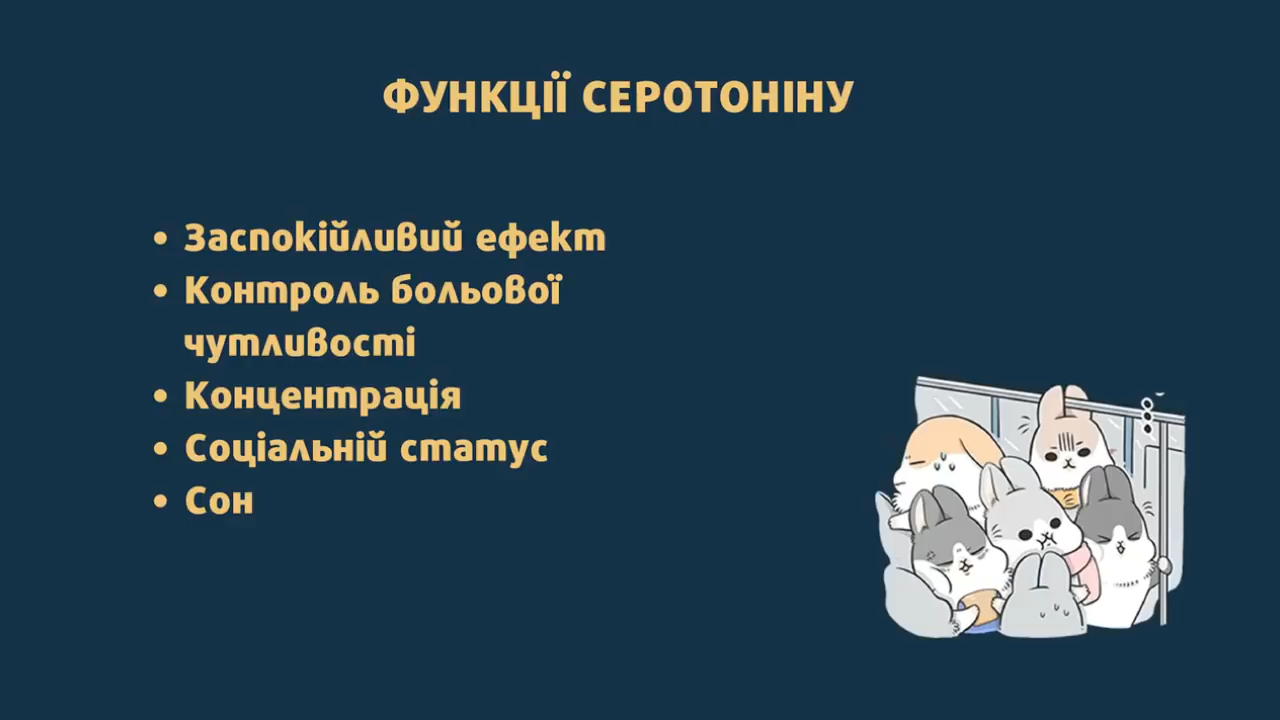 ФУНКЦІЇ СЕРОТОНІНУ
• Заспокійливий ефект
• Контроль больової
чутливості
• Концентрація
• Соціальній статус
• Сон